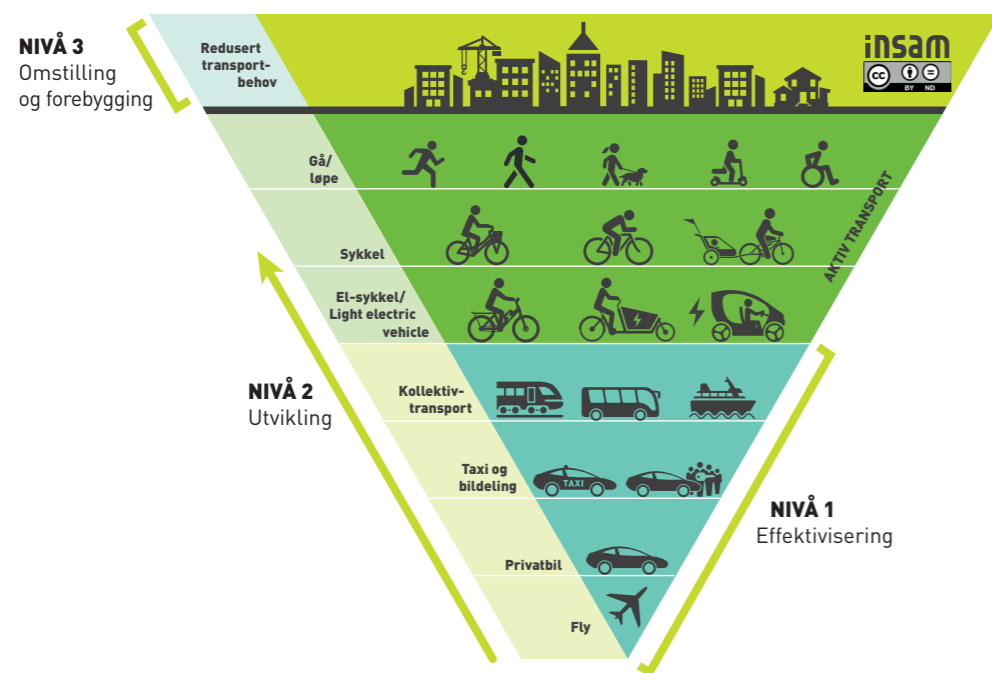 NIVÅ 3
Omstilling
og forebygging
Redusert
transport-
behov
insam
cc
BY ND
Gå/
løpe
AKTIV TRANSPORT
Sykkel
El-sykkel/
Light electric
vehicle
NIVÅ 2
Utvikling
Kollektiv-
transport
Taxi og
bildeling
TAXI
NIVÅ 1
Effektivisering
Privatbil
Fly